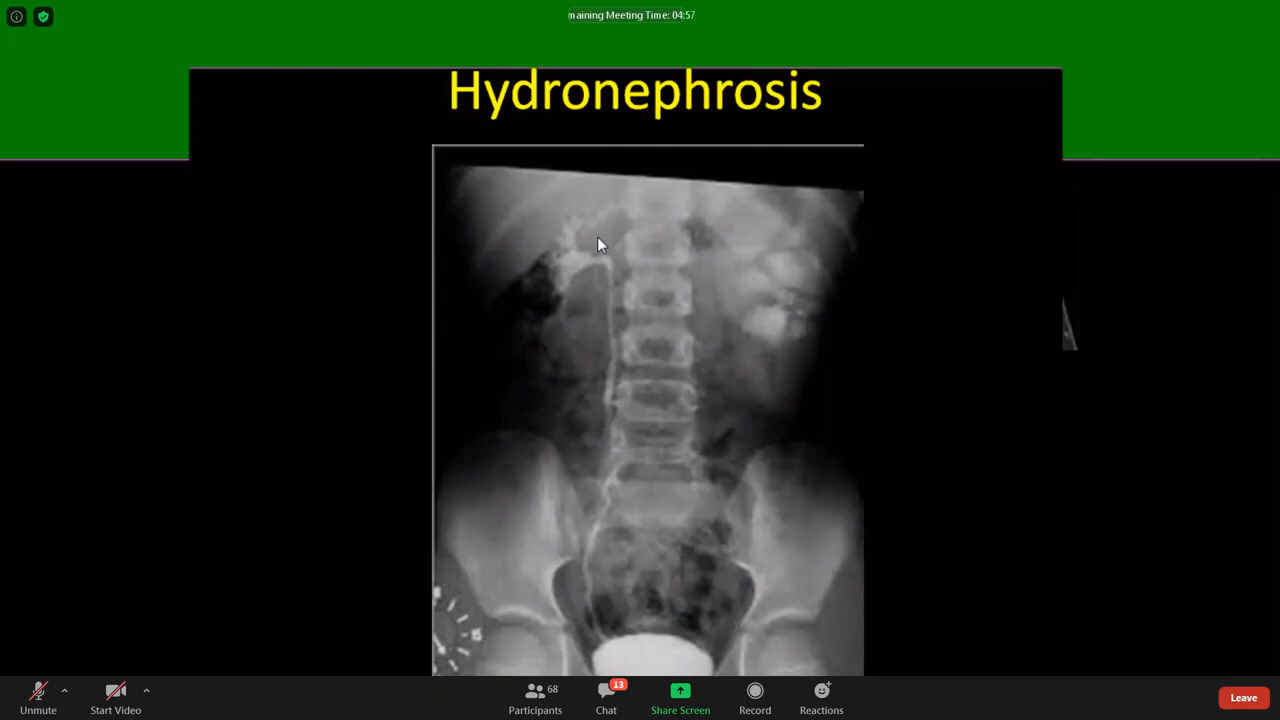 maining Meeting Time: 04:57
Hydronephrosis
68
13
Unmute
Start Video
Participants
Chat
Share Screen
Record
Reactions
Leave